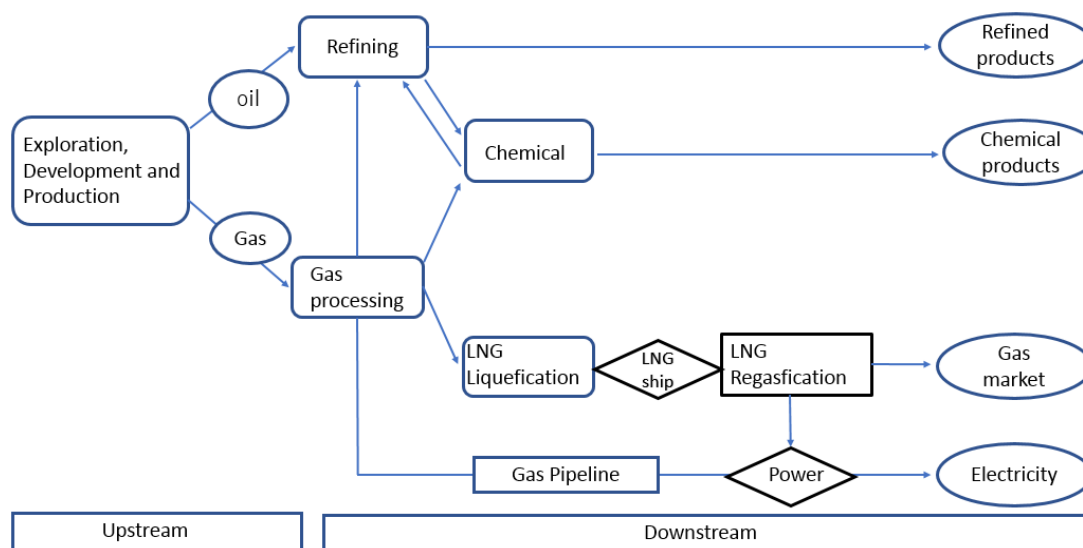 Refining
Refined
products
oil
Exploration,
Development and
Production
Chemical
Chemical
products
Gas
Gas
processing
LNG
Liquefication
LNG
ship
LNG
Regasfication
Gas
market
Gas Pipeline
Power
Electricity
Upstream
Downstream